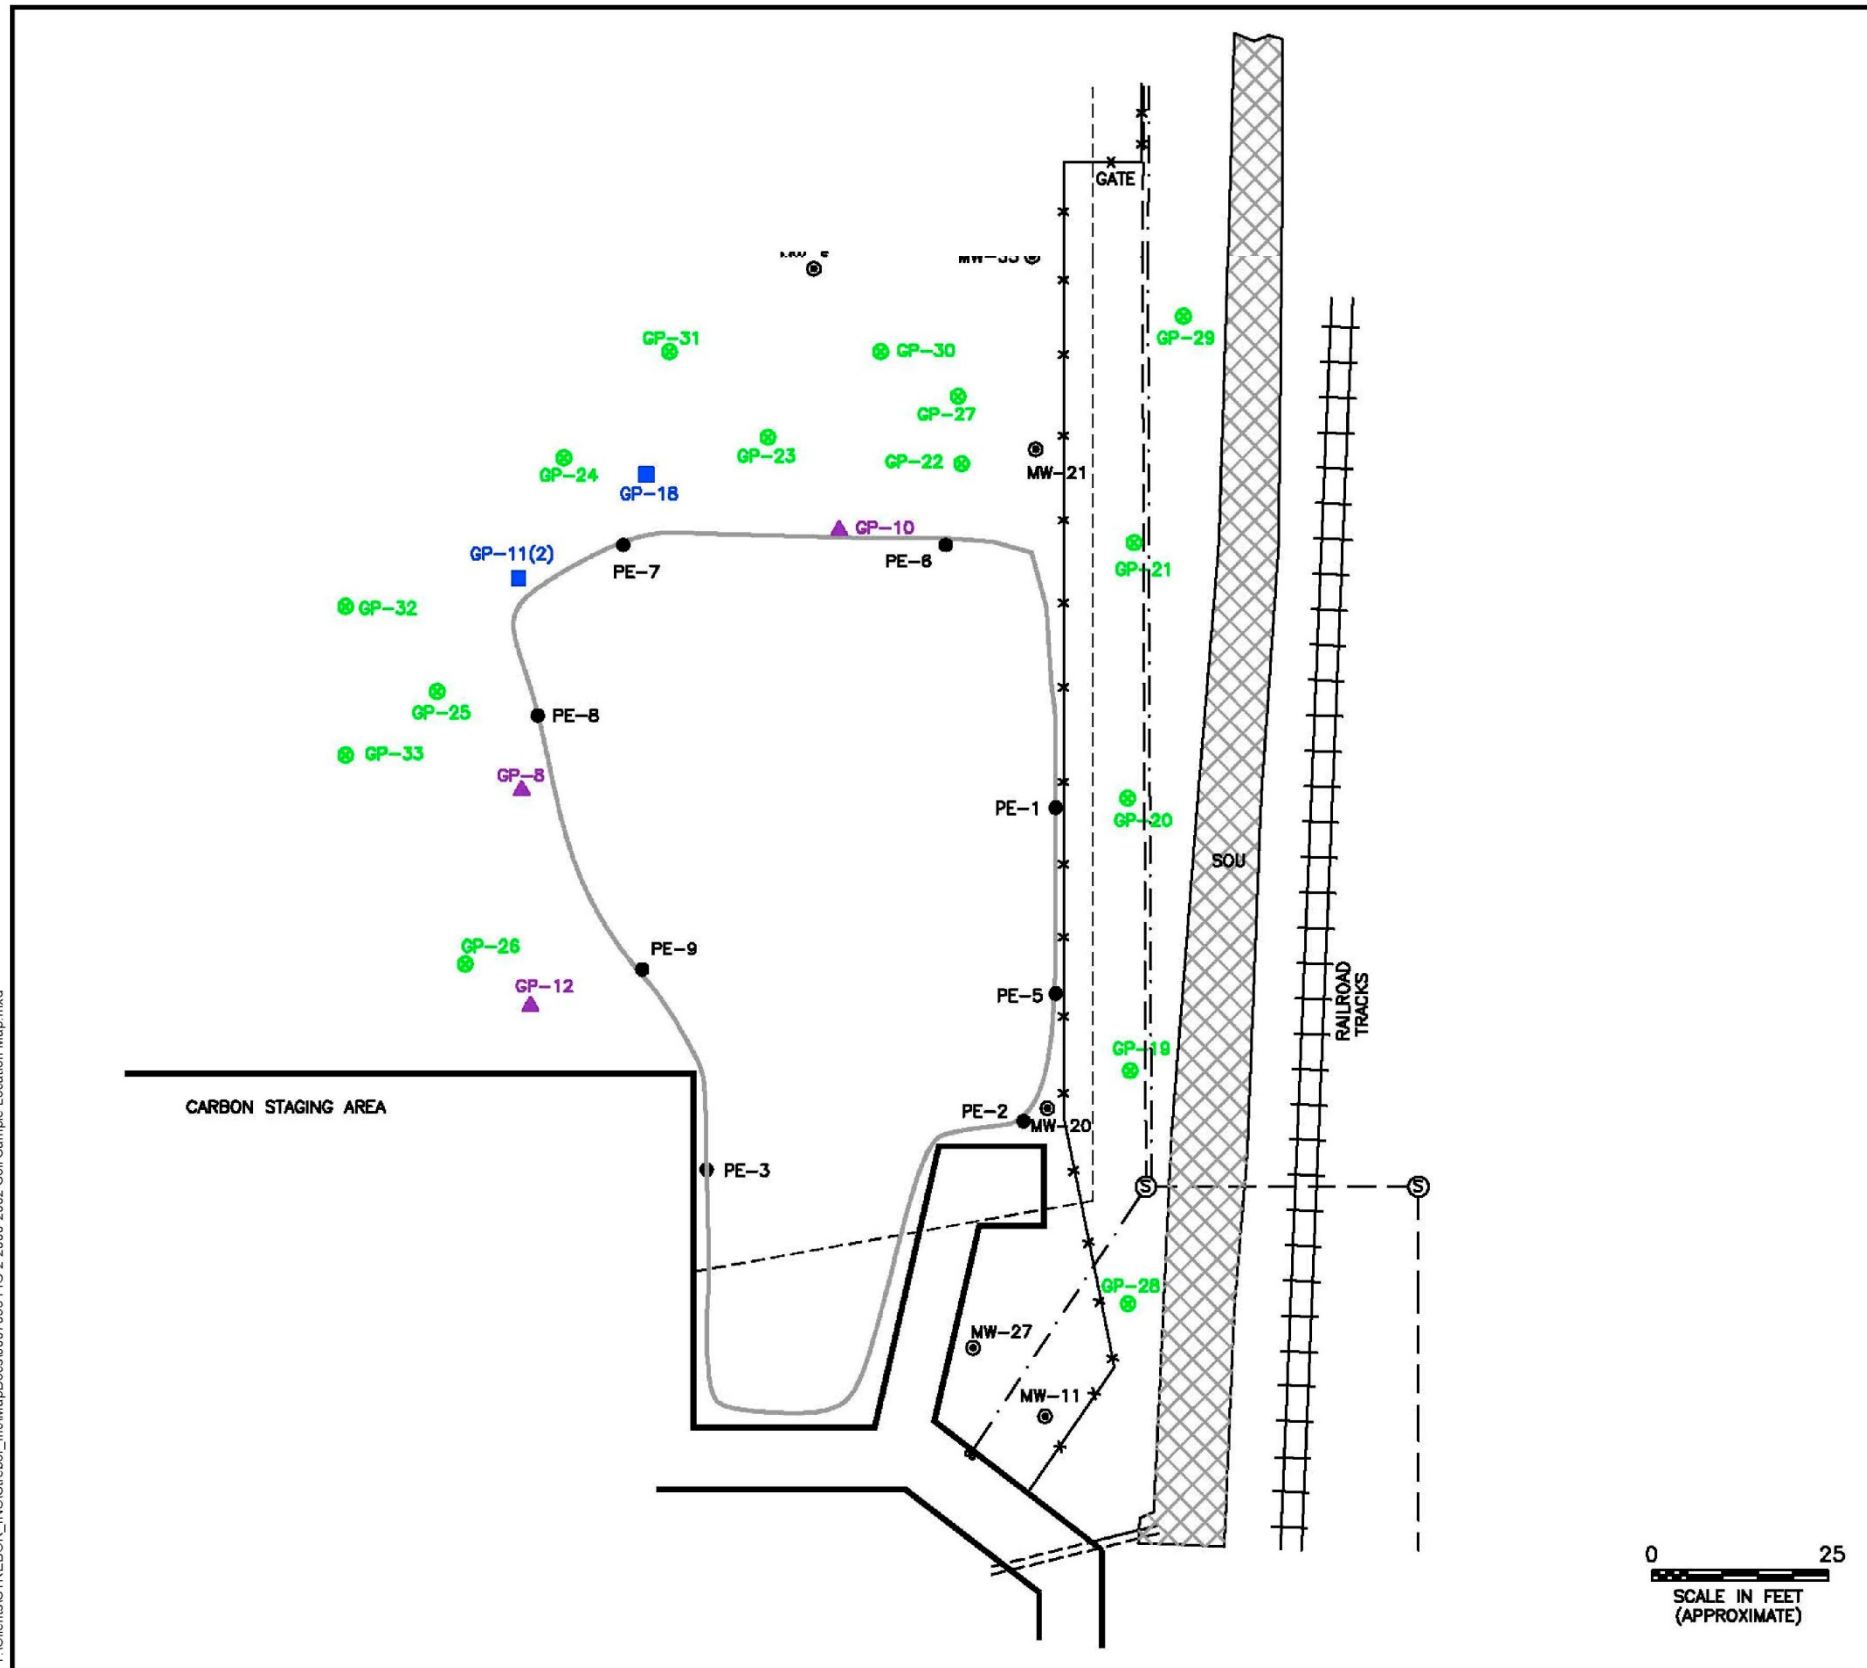 GATE
MW-33
GP-31
GP-30
GP-29
GP-27
GP-23
GP-22
GP-24
MW-21
GP-18
GP-10
GP-11(2)
PE-7
PE-6
GP-21
GP-32
GP-25
PE-8
GP-33
GP-8
PE-1
GP-20
SOU
GP-26
PE-9
GP-12
PE-5
RAILROAD
TRACKS
GP-19
CARBON STAGING AREA
PE-2
MW-20
PE-3
GP-28
MW-27
MW-11
S
S
0 25
SCALE IN FEET
(APPROXIMATE)